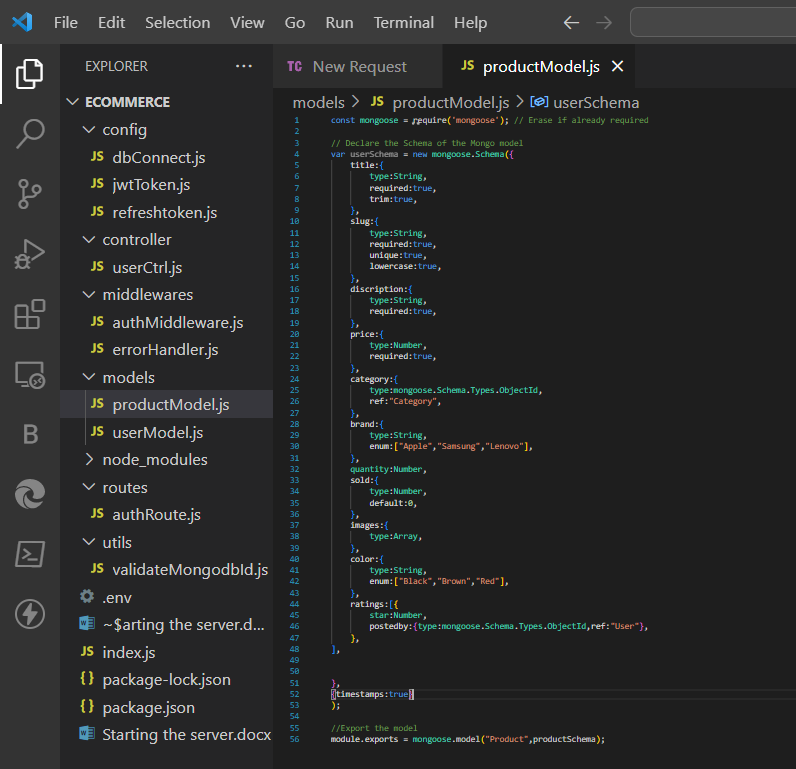 File Edit Selection View Go Run Terminal Help
EXPLORER ...
TC New Request JS productModel.js
ECOMMERCE
models > JS productModel.js > userSchema
config
JS dbConnect.js
JS jwtToken.js
JS refreshtoken.js
controller
JS userCtrl.js
middlewares
JS authMiddleware.js
JS errorHandler.js
models
JS productModel.js
JS userModel.js
node_modules
routes
JS authRoute.js
utils
JS validateMongodbId.js
.env
~$arting the server.d...
JS index.js
{} package-lock.json
{} package.json
Starting the server.docx
B
1 const mongoose = require('mongoose'); // Erase if already required
2
3 // Declare the Schema of the Mongo model
4 var userSchema = new mongoose.Schema({
5 title:{
6 type:String,
7 required:true,
8 trim:true,
9 },
10 slug:{
11 type:String,
12 required:true,
13 unique:true,
14 lowercase:true,
15 },
16 discription:{
17 type:String,
18 required:true,
19 },
20 price:{
21 type:Number,
22 required:true,
23 },
24 category:{
25 type:mongoose.Schema.Types.ObjectId,
26 ref:"Category",
27 },
28 brand:{
29 type:String,
30 enum:["Apple","Samsung","Lenovo"],
31 },
32 quantity:Number,
33 sold:{
34 type:Number,
35 default:0,
36 },
37 images:{
38 type:Array,
39 },
40 color:{
41 type:String,
42 enum:["Black","Brown","Red"],
43 },
44 ratings:[{
45 star:Number,
46 postedby:{type:mongoose.Schema.Types.ObjectId,ref:"User"},
47 },
48 ],
49
50
51 },
52 {timestamps:true}
53 );
54
55 //Export the model
56 module.exports = mongoose.model("Product",productSchema);